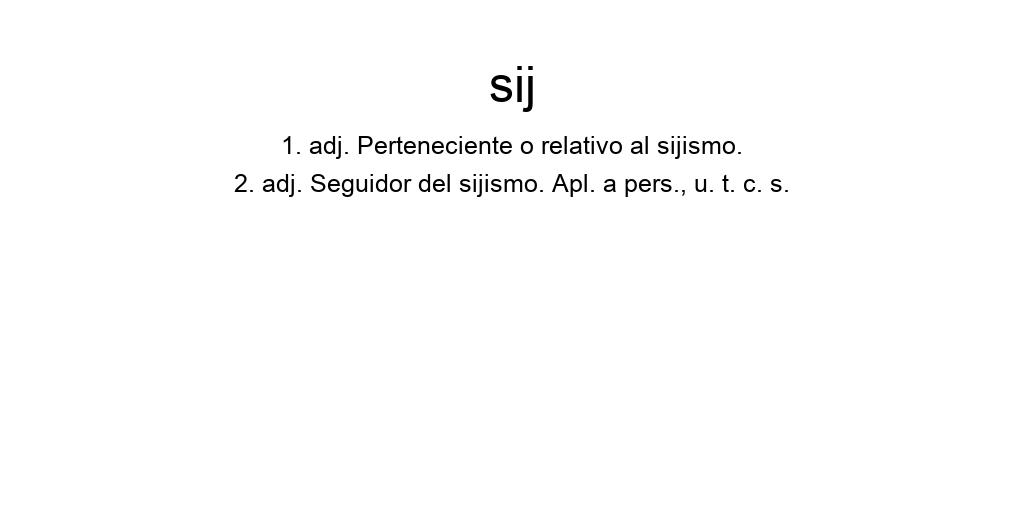 sij
1. adj. Perteneciente o relativo al sijismo.
2. adj. Seguidor del sijismo. Apl. a pers., u. t. c. s.